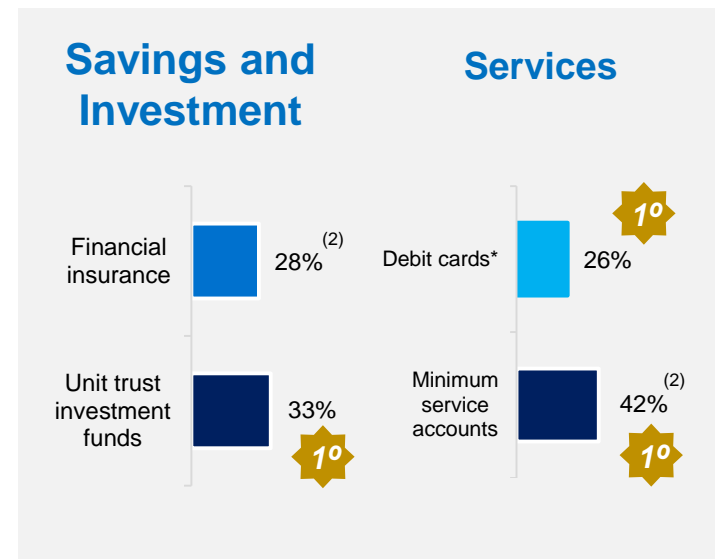 Savings and
Investment
Financial
insurance
28%(2)
Unit trust
investment
funds
33%
1º
Services
Debit cards*
26%
1º
Minimum
service
accounts
42%(2)
1º